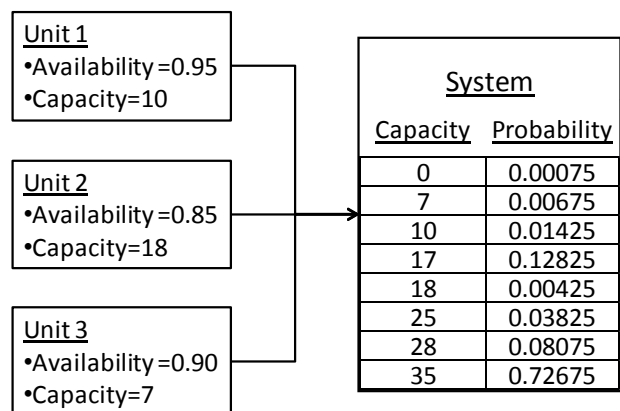 Unit 1
•Availability=0.95
•Capacity=10
Unit 2
•Availability=0.85
•Capacity=18
Unit 3
•Availability=0.90
•Capacity=7
System
Capacity Probability
0 0.00075
7 0.00675
10 0.01425
17 0.12825
18 0.00425
25 0.03825
28 0.08075
35 0.72675